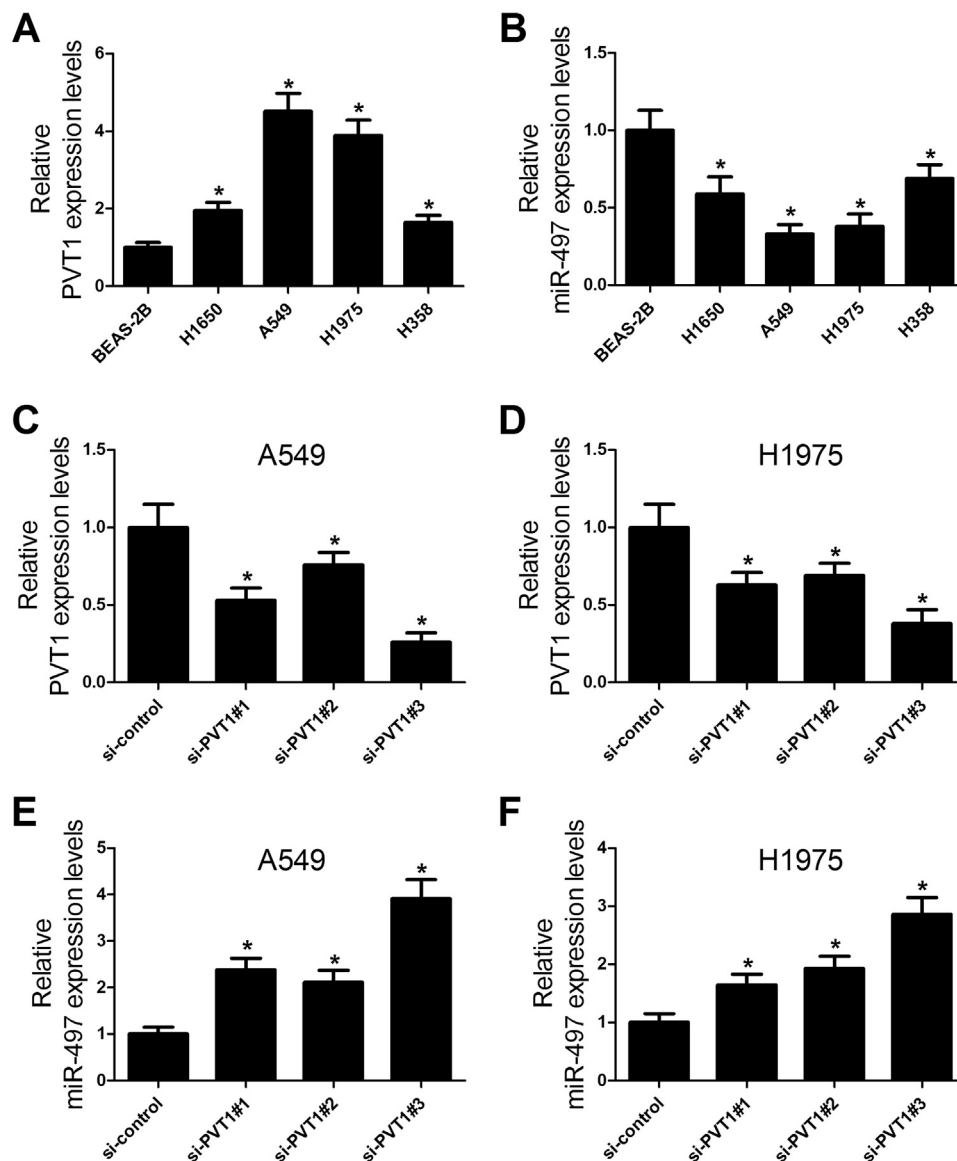 A
Relative
PVT1 expression levels
6
4
2
0
*
*
*
*
BEAS-2B
H1650
A549
H1975
H358
B
Relative
miR-497 expression levels
1.5
1.0
0.5
0.0
*
*
*
*
BEAS-2B
H1650
A549
H1975
H358
C
A549
Relative
PVT1 expression levels
1.5
1.0
0.5
0.0
*
*
*
si-control
si-PVT1#1
si-PVT1#2
si-PVT1#3
D
H1975
Relative
PVT1 expression levels
1.5
1.0
0.5
0.0
*
*
*
si-control
si-PVT1#1
si-PVT1#2
si-PVT1#3
E
A549
Relative
miR-497 expression levels
5
4
3
2
1
0
*
*
*
si-control
si-PVT1#1
si-PVT1#2
si-PVT1#3
F
H1975
Relative
miR-497 expression levels
4
3
2
1
0
*
*
*
si-control
si-PVT1#1
si-PVT1#2
si-PVT1#3